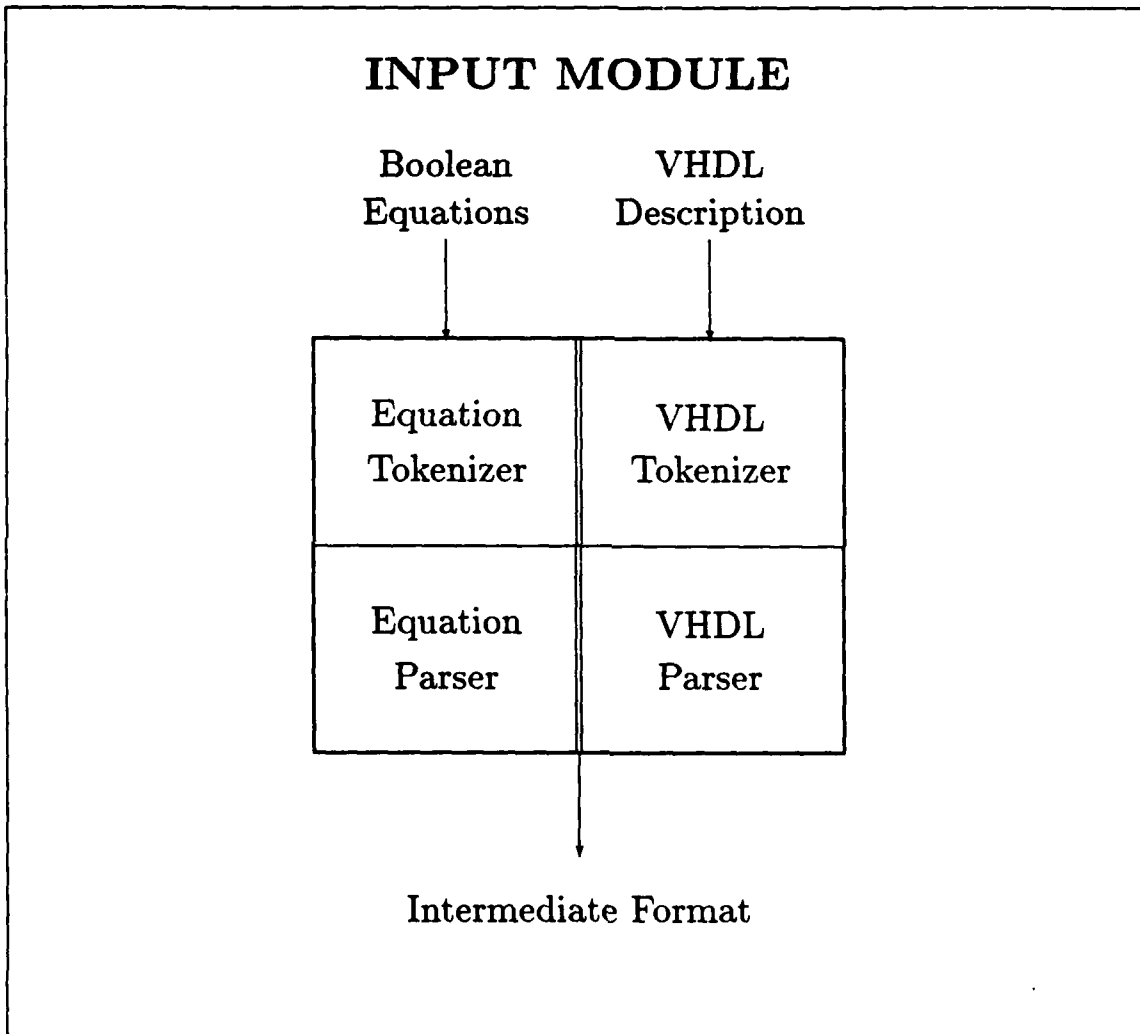 INPUT MODULE
Boolean
Equations
VHDL
Description
Equation
Tokenizer
VHDL
Tokenizer
Equation
Parser
VHDL
Parser
Intermediate Format